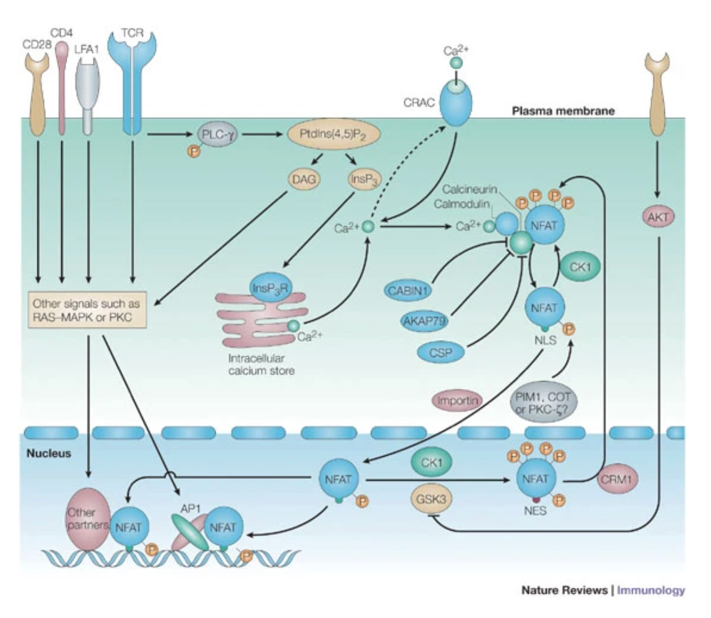 CD28
CD4
LFA1
TCR
Ca²⁺
CRAC
Plasma membrane
PLC-γ
P
PtdIns(4,5)P₂
DAG
InsP₃
Ca²⁺
Calcineurin
Calmodulin
Ca²⁺
P
P
P
P
NFAT
AKT
CK1
InsP₃R
CABIN1
AKAP79
CSP
NFAT
NLS
P
Other signals such as
RAS–MAPK or PKC
Ca²⁺
Intracellular
calcium store
Importin
PIM1, COT
or PKC-ζ?
Nucleus
NFAT
P
CK1
GSK3
P
P
P
P
NFAT
NES
CRM1
Other
partners
NFAT
P
AP1
NFAT
P
Nature Reviews | Immunology